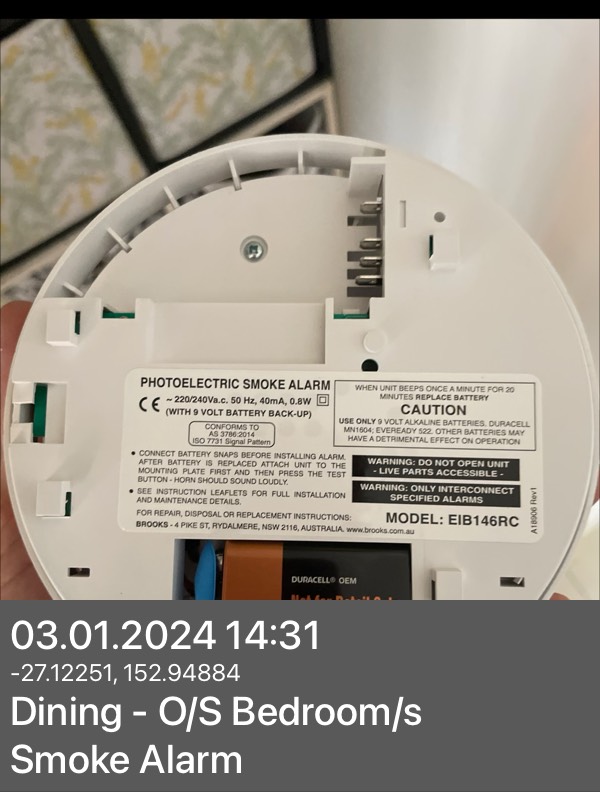 PHOTOELECTRIC SMOKE ALARM
CE ~ 220/240Va.c. 50 Hz, 40mA, 0.8W
(WITH 9 VOLT BATTERY BACK-UP)
CONFORMS TO
AS 3786:2014
ISO 7731 Signal Pattern
• CONNECT BATTERY SNAPS BEFORE INSTALLING ALARM.
AFTER BATTERY IS REPLACED ATTACH UNIT TO THE
MOUNTING PLATE FIRST AND THEN PRESS THE TEST
BUTTON - HORN SHOULD SOUND LOUDLY.
• SEE INSTRUCTION LEAFLETS FOR FULL INSTALLATION
AND MAINTENANCE DETAILS.
FOR REPAIR, DISPOSAL OR REPLACEMENT INSTRUCTIONS:
BROOKS - 4 PIKE ST, RYDALMERE, NSW 2116, AUSTRALIA. www.brooks.com.au
WHEN UNIT BEEPS ONCE A MINUTE FOR 20
MINUTES REPLACE BATTERY
CAUTION
USE ONLY 9 VOLT ALKALINE BATTERIES. DURACELL
MN1604; EVEREADY 522. OTHER BATTERIES MAY
HAVE A DETRIMENTAL EFFECT ON OPERATION
WARNING: DO NOT OPEN UNIT
- LIVE PARTS ACCESSIBLE -
WARNING: ONLY INTERCONNECT
SPECIFIED ALARMS
MODEL: EIB146RC
A18906 Rev1
DURACELL® OEM
Not for Retail
03.01.2024 14:31
-27.12251, 152.94884
Dining - O/S Bedroom/s
Smoke Alarm